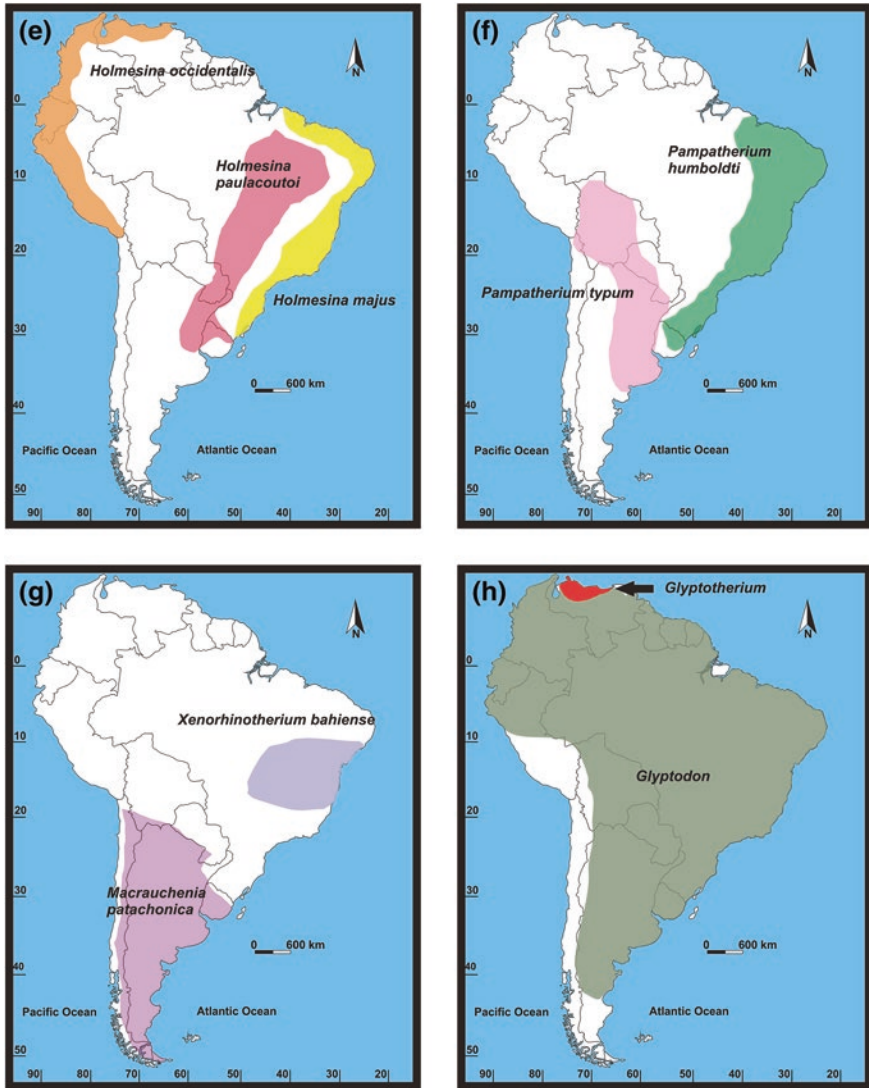 (e)
Holmesina occidentalis
N
0
Holmesina
paulacoutoi
10
20
Holmesina majus
30
0 600 km
40
Pacific Ocean Atlantic Ocean
50
90 80 70 60 50 40 30 20
(f)
N
0
Pampatherium
humboldti
10
20
Pampatherium typum
30
0 600 km
40
Pacific Ocean Atlantic Ocean
50
90 80 70 60 50 40 30 20
(g)
N
0
Xenorhinotherium bahiense
10
20
Macrauchenia
patachonica
30
0 600 km
40
Pacific Ocean Atlantic Ocean
50
90 80 70 60 50 40 30 20
(h)
Glyptotherium
N
0
10
Glyptodon
20
30
0 600 km
40
Pacific Ocean Atlantic Ocean
50
90 80 70 60 50 40 30 20